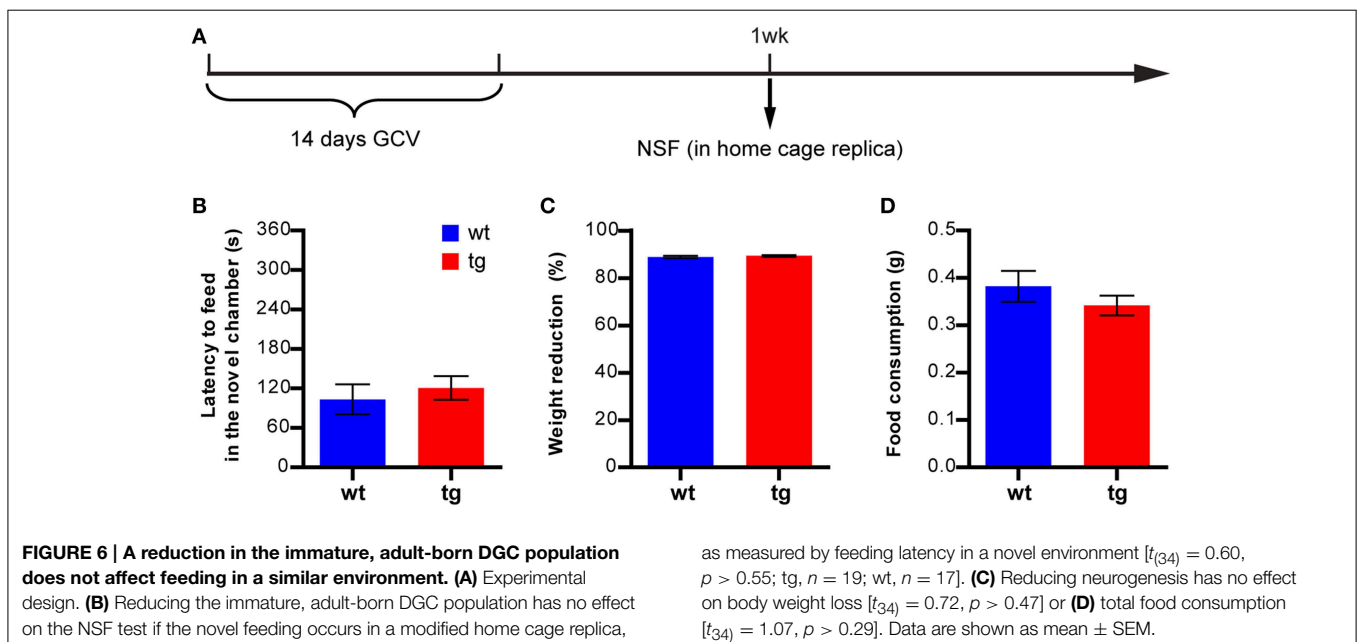 A
1wk
14 days GCV
NSF (in home cage replica)
B
Latency to feed
in the novel chamber (s)
360
300
240
180
120
60
0
wt
tg
wt
tg
C
Weight reduction (%)
100
80
60
40
20
0
wt
tg
D
Food consumption (g)
0.5
0.4
0.3
0.2
0.1
0.0
wt
tg
FIGURE 6 | A reduction in the immature, adult-born DGC population
does not affect feeding in a similar environment. (A) Experimental
design. (B) Reducing the immature, adult-born DGC population has no effect
on the NSF test if the novel feeding occurs in a modified home cage replica,
as measured by feeding latency in a novel environment [t(34) = 0.60,
p > 0.55; tg, n = 19; wt, n = 17]. (C) Reducing neurogenesis has no effect
on body weight loss [t34) = 0.72, p > 0.47] or (D) total food consumption
[t34) = 1.07, p > 0.29]. Data are shown as mean ± SEM.